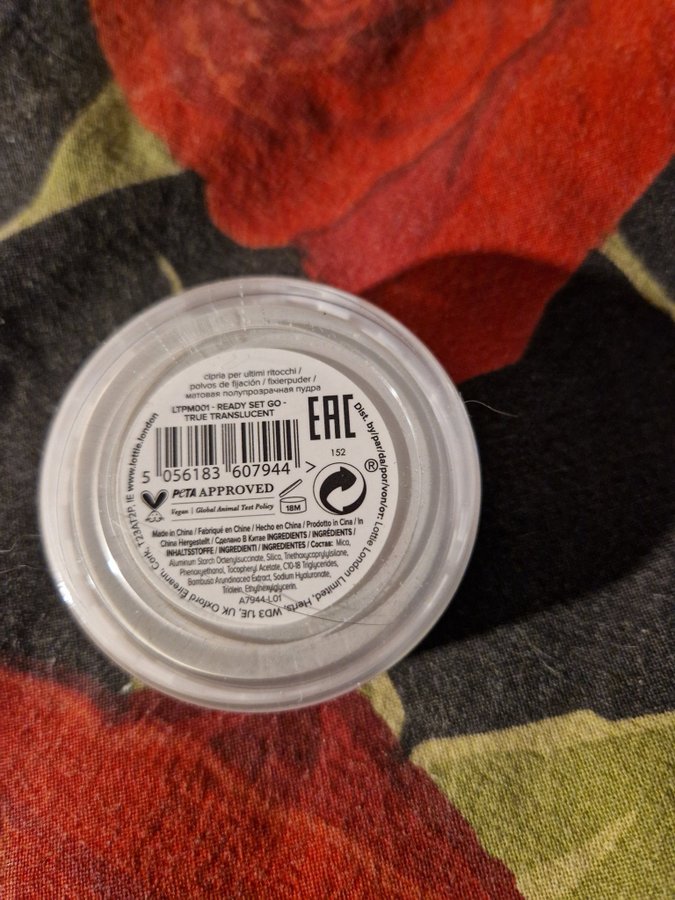 cipria per ultimi ritocchi /
polvos de fijación / fixierpuder /
матовая полупрозрачная пудра
LTPM001 - READY SET GO -
TRUE TRANSLUCENT
EAC
152
5 056183 607944 >
PeTA APPROVED
Vegan | Global Animal Test Policy
18M
®
Made in China / Fabriqué en Chine / Hecho en China / Prodotto in Cina / In
China Hergestellt / Сделано В Китае INGREDIENTS / INGRÉDIENTS /
INHALTSSTOFFE / INGREDIENTI / INGREDIENTES / Состав: Mica,
Aluminum Starch Octenylsuccinate, Silica, Triethoxycaprylylsilane,
Phenoxyethanol, Tocopheryl Acetate, C10-18 Triglycerides,
Bambusa Arundinacea Extract, Sodium Hyaluronate,
Triolein, Ethylhexylglycerin.
A7944-L01
Dist. by/par/da/por/von/от: Lottie London Limited, Herts, WD3 1JE, UK. Oxford Eireann, Cork, T23AT2P, IE www.lottie.london